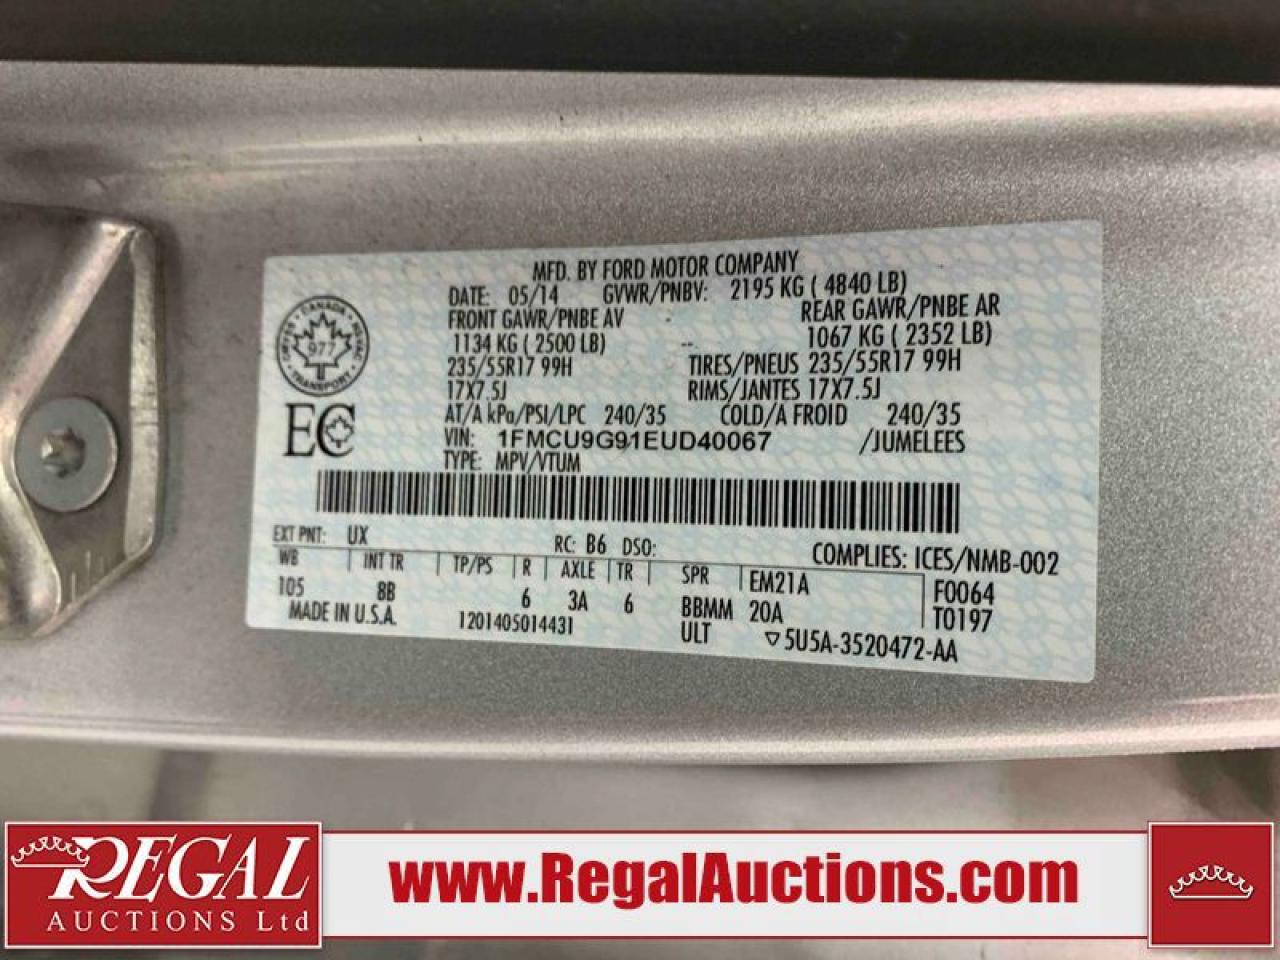 MFD. BY FORD MOTOR COMPANY
DATE: 05/14 GVWR/PNBV: 2195 KG ( 4840 LB)
FRONT GAWR/PNBE AV REAR GAWR/PNBE AR
1134 KG ( 2500 LB) -- 1067 KG ( 2352 LB)
235/55R17 99H TIRES/PNEUS 235/55R17 99H
17X7.5J RIMS/JANTES 17X7.5J
AT/A kPa/PSI/LPC 240/35 COLD/A FROID 240/35
VIN: 1FMCU9G91EUD40067 /JUMELEES
TYPE: MPV/VTUM
CANADA
977
TRANSPORT
EC
EXT PNT: UX RC: B6 DSO:
COMPLIES: ICES/NMB-002
WB INT TR TP/PS R AXLE TR SPR EM21A F0064
105 8B 6 3A 6 BBMM 20A T0197
MADE IN U.S.A. 1201405014431 ULT ▽5U5A-3520472-AA
REGAL
AUCTIONS Ltd
www.RegalAuctions.com